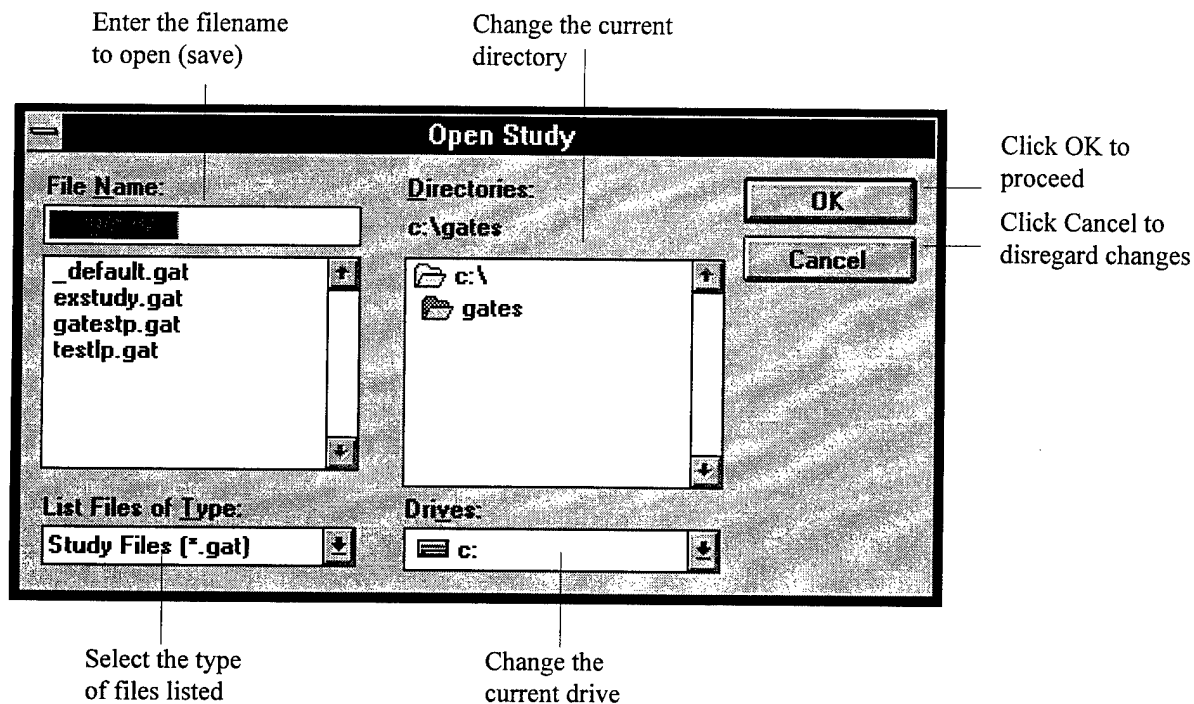 Enter the filename
to open (save)
Change the current
directory
Open Study
File Name:
Directories:
c:\gates
OK
Cancel
Click OK to
proceed
Click Cancel to
disregard changes
_default.gat
exstudy.gat
gatestp.gat
testlp.gat
c:\
gates
List Files of Type:
Study Files (*.gat)
Drives:
c:
Select the type
of files listed
Change the
current drive